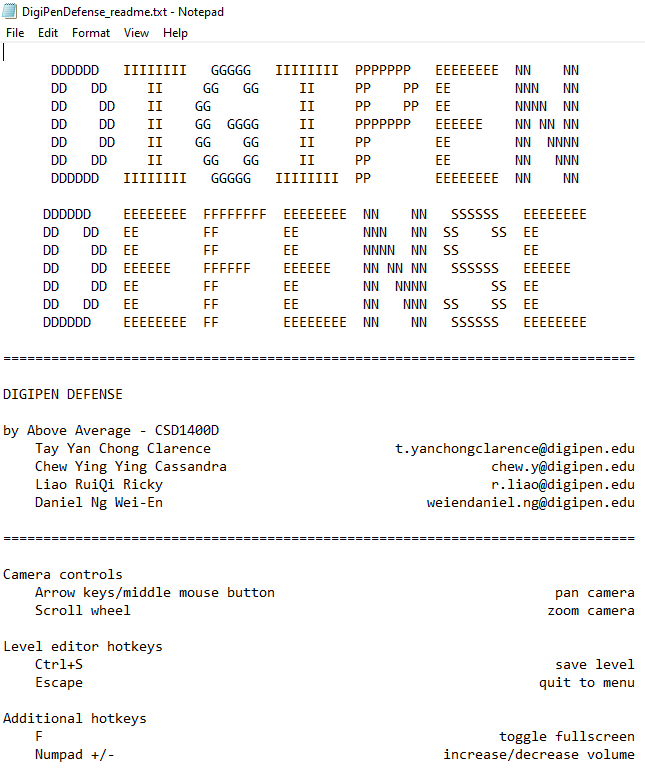 DigiPenDefense_readme.txt - Notepad
File Edit Format View Help
      DDDDDD   IIIIIIII   GGGGG   IIIIIIII  PPPPPPP   EEEEEEEE  NN    NN
      DD   DD     II     GG   GG     II     PP    PP  EE        NNN   NN
      DD    DD    II    GG           II     PP    PP  EE        NNNN  NN
      DD    DD    II    GG  GGGG     II     PPPPPPP   EEEEEE    NN NN NN
      DD    DD    II    GG    GG     II     PP        EE        NN  NNNN
      DD   DD     II     GG   GG     II     PP        EE        NN   NNN
      DDDDDD   IIIIIIII   GGGGG   IIIIIIII  PP        EEEEEEEE  NN    NN
     DDDDDD    EEEEEEEE  FFFFFFFF  EEEEEEEE  NN    NN   SSSSSS   EEEEEEEE
     DD   DD   EE        FF        EE        NNN   NN  SS    SS  EE
     DD    DD  EE        FF        EE        NNNN  NN  SS        EE
     DD    DD  EEEEEE    FFFFFF    EEEEEE    NN NN NN   SSSSSS   EEEEEE
     DD    DD  EE        FF        EE        NN  NNNN        SS  EE
     DD   DD   EE        FF        EE        NN   NNN  SS    SS  EE
     DDDDDD    EEEEEEEE  FF        EEEEEEEE  NN    NN   SSSSSS   EEEEEEEE
===============================================================================
DIGIPEN DEFENSE
by Above Average - CSD1400D
Tay Yan Chong Clarence t.yanchongclarence@digipen.edu
Chew Ying Ying Cassandra chew.y@digipen.edu
Liao RuiQi Ricky r.liao@digipen.edu
Daniel Ng Wei-En weiendaniel.ng@digipen.edu
===============================================================================
Camera controls
Arrow keys/middle mouse button pan camera
Scroll wheel zoom camera
Level editor hotkeys
Ctrl+S save level
Escape quit to menu
Additional hotkeys
F toggle fullscreen
Numpad +/- increase/decrease volume